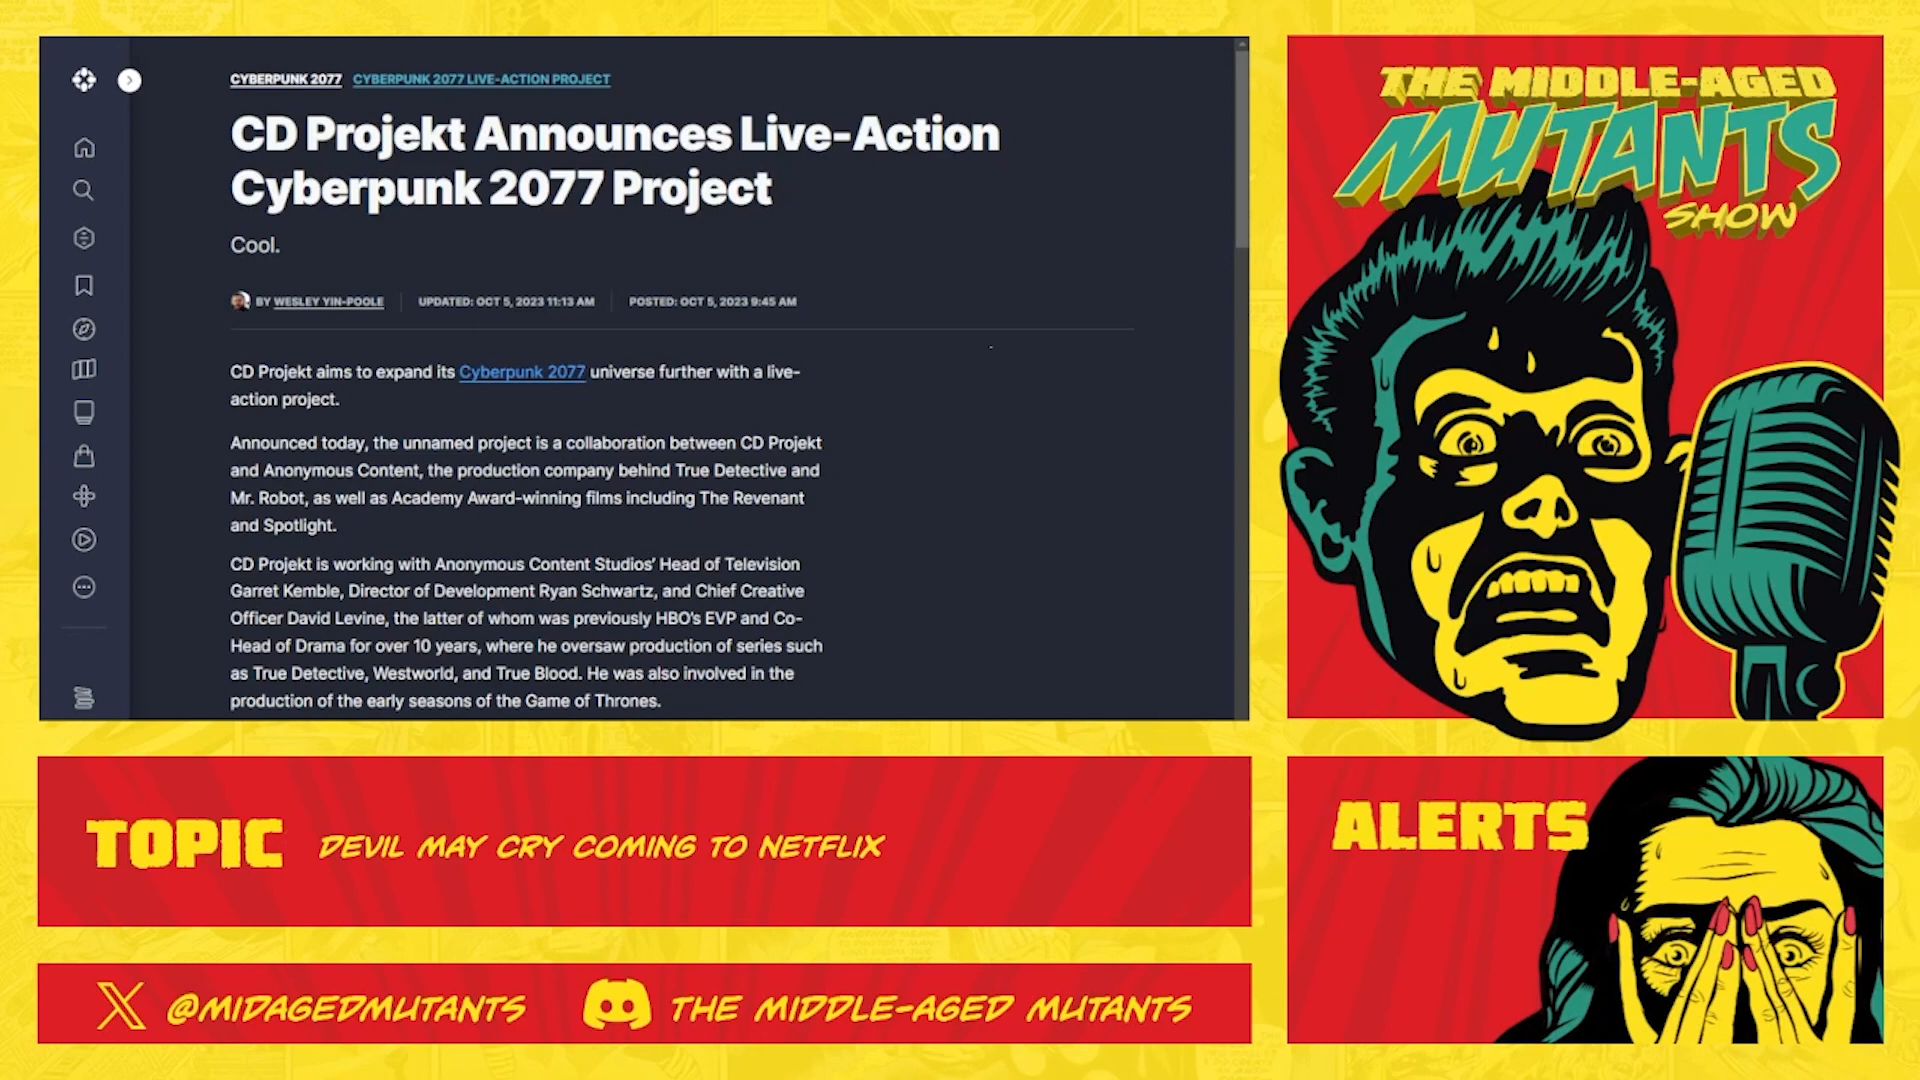 CYBERPUNK 2077 CYBERPUNK 2077 LIVE-ACTION PROJECT
CD Projekt Announces Live-Action
Cyberpunk 2077 Project
Cool.
BY WESLEY YIN-POOLE UPDATED: OCT 5, 2023 11:13 AM POSTED: OCT 5, 2023 9:45 AM
CD Projekt aims to expand its Cyberpunk 2077 universe further with a live-
action project.
Announced today, the unnamed project is a collaboration between CD Projekt
and Anonymous Content, the production company behind True Detective and
Mr. Robot, as well as Academy Award-winning films including The Revenant
and Spotlight.
CD Projekt is working with Anonymous Content Studios' Head of Television
Garret Kemble, Director of Development Ryan Schwartz, and Chief Creative
Officer David Levine, the latter of whom was previously HBO's EVP and Co-
Head of Drama for over 10 years, where he oversaw production of series such
as True Detective, Westworld, and True Blood. He was also involved in the
production of the early seasons of the Game of Thrones.
THE MIDDLE-AGED
MUTANTS
SHOW
TOPIC DEVIL MAY CRY COMING TO NETFLIX
ALERTS
@MIDAGEDMUTANTS THE MIDDLE-AGED MUTANTS